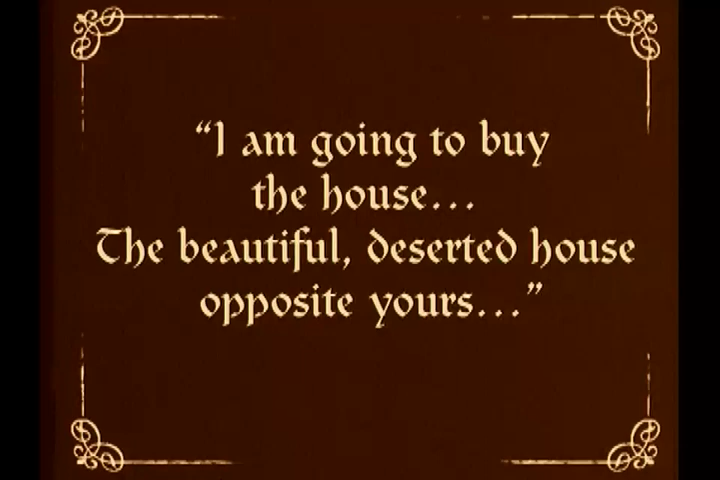 “I am going to buy
the house...
The beautiful, deserted house
opposite yours...”